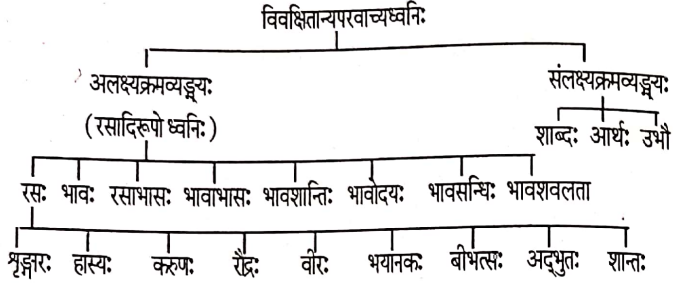 विवक्षितान्यपरवाच्यध्वनिः
अलक्ष्यक्रमव्यङ्ग्यः संलक्ष्यक्रमव्यङ्ग्यः
(रसादिरूपो ध्वनिः) शाब्दः आर्थः उभौ
रसः भावः रसाभासः भावाभासः भावशान्तिः भावोदयः भावसन्धिः भावशवलता
शृङ्गारः हास्यः करुणः रौद्रः वीरः भयानकः बीभत्सः अद्भुतः शान्तः